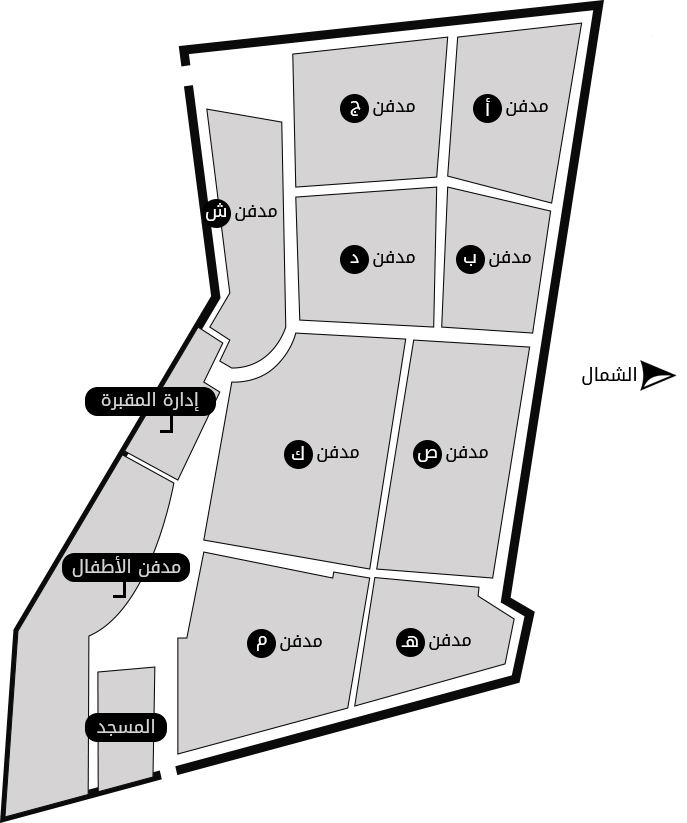 مدفن أ
مدفن ج
مدفن ش
مدفن ب
مدفن د
الشمال
إدارة المقبرة
مدفن ص
مدفن ك
مدفن الأطفال
مدفن هـ
مدفن م
المسجد